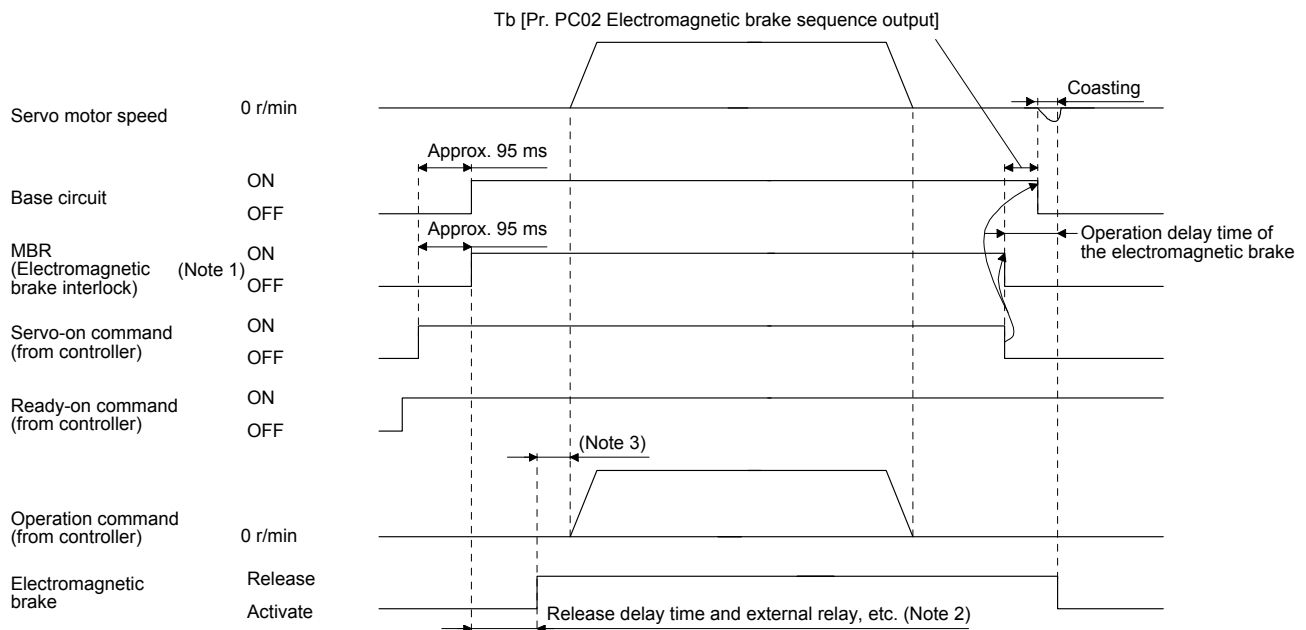 Tb [Pr. PC02 Electromagnetic brake sequence output]
Coasting
Servo motor speed
0 r/min
Approx. 95 ms
Base circuit
ON
OFF
Approx. 95 ms
MBR
(Electromagnetic
brake interlock)
(Note 1)
ON
OFF
Operation delay time of
the electromagnetic brake
Servo-on command
(from controller)
ON
OFF
Ready-on command
(from controller)
ON
OFF
(Note 3)
Operation command
(from controller)
0 r/min
Electromagnetic
brake
Release
Activate
Release delay time and external relay, etc. (Note 2)